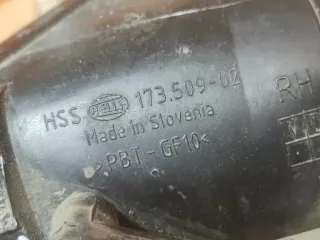 HSS Hella 173.509-02 RH
Made in Slovenia
>PBT-GF10<